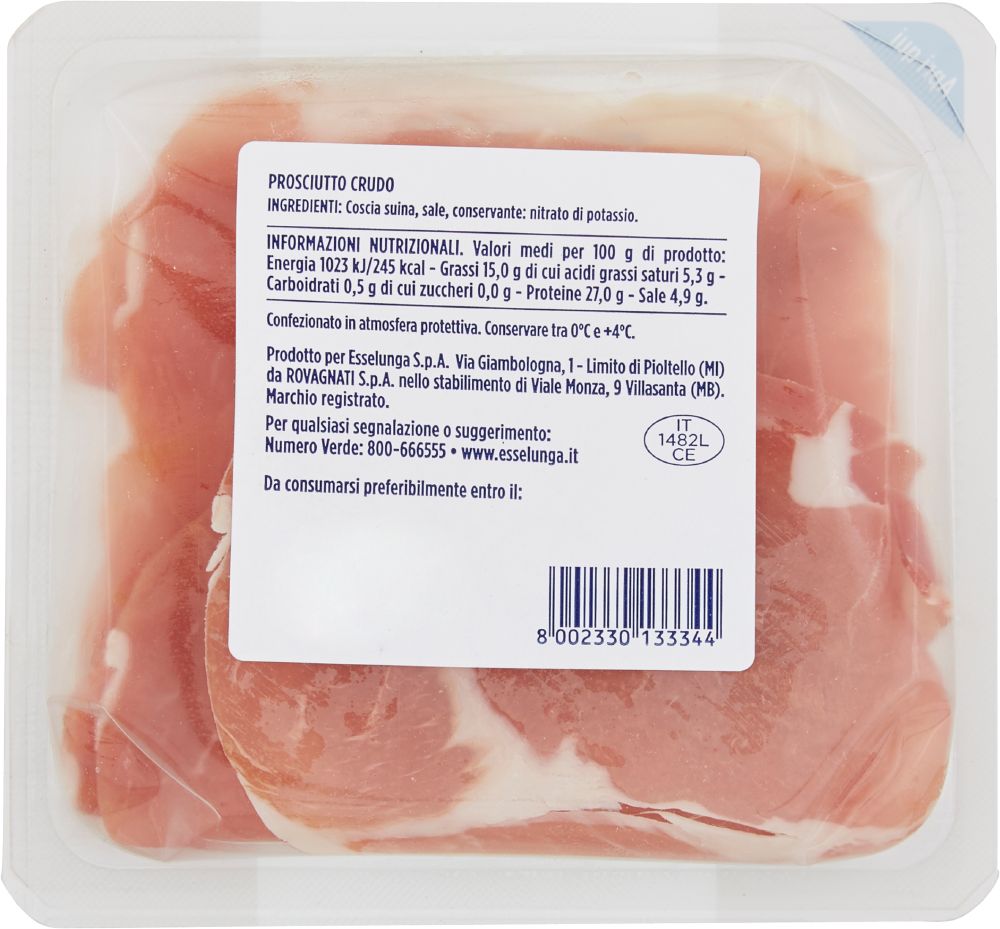 Apri qui
PROSCIUTTO CRUDO
INGREDIENTI: Coscia suina, sale, conservante: nitrato di potassio.
INFORMAZIONI NUTRIZIONALI. Valori medi per 100 g di prodotto:
Energia 1023 kJ/245 kcal - Grassi 15,0 g di cui acidi grassi saturi 5,3 g -
Carboidrati 0,5 g di cui zuccheri 0,0 g - Proteine 27,0 g - Sale 4,9 g.
Confezionato in atmosfera protettiva. Conservare tra 0°C e +4°C.
Prodotto per Esselunga S.p.A. Via Giambologna, 1 - Limito di Pioltello (MI)
da ROVAGNATI S.p.A. nello stabilimento di Viale Monza, 9 Villasanta (MB).
Marchio registrato.
Per qualsiasi segnalazione o suggerimento:
Numero Verde: 800-666555 • www.esselunga.it
IT
1482L
CE
Da consumarsi preferibilmente entro il:
8 002330 133344